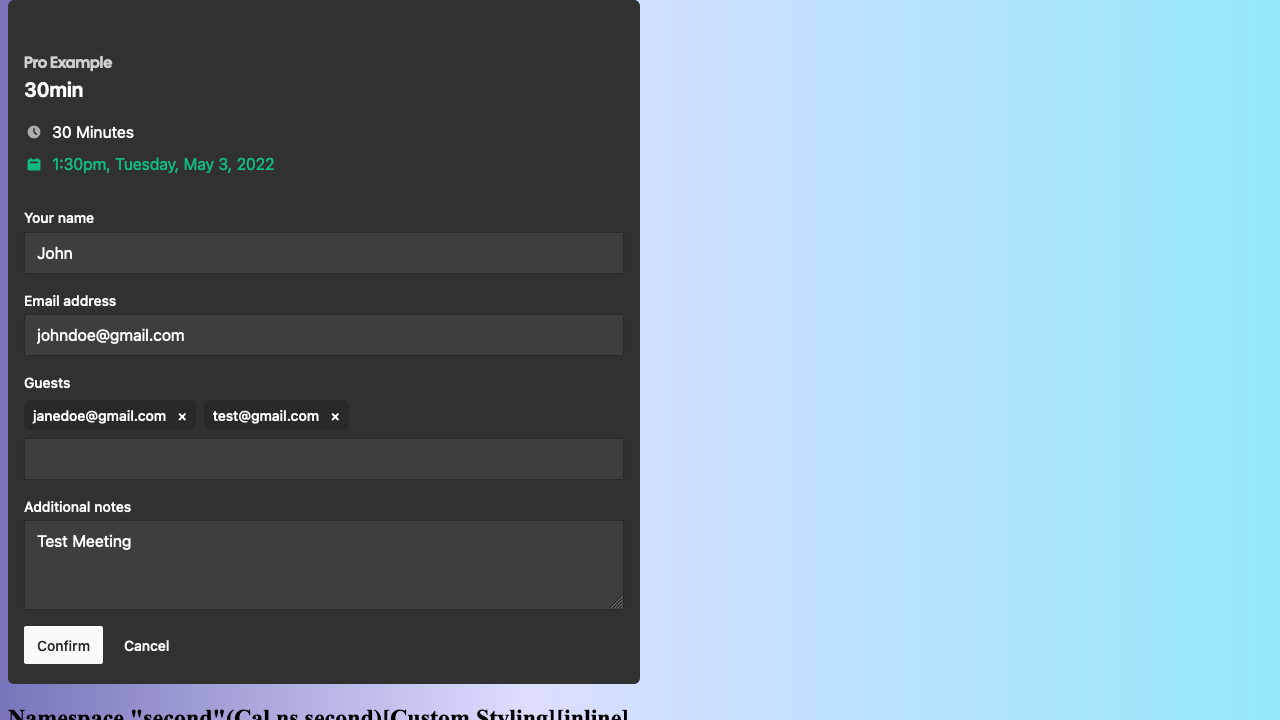 Pro Example
30min
30 Minutes
1:30pm, Tuesday, May 3, 2022
Your name
John
Email address
johndoe@gmail.com
Guests
janedoe@gmail.com × test@gmail.com ×
Additional notes
Test Meeting
Confirm Cancel
Namespace "second"(Cal.ns.second)[Custom Styling][inline]